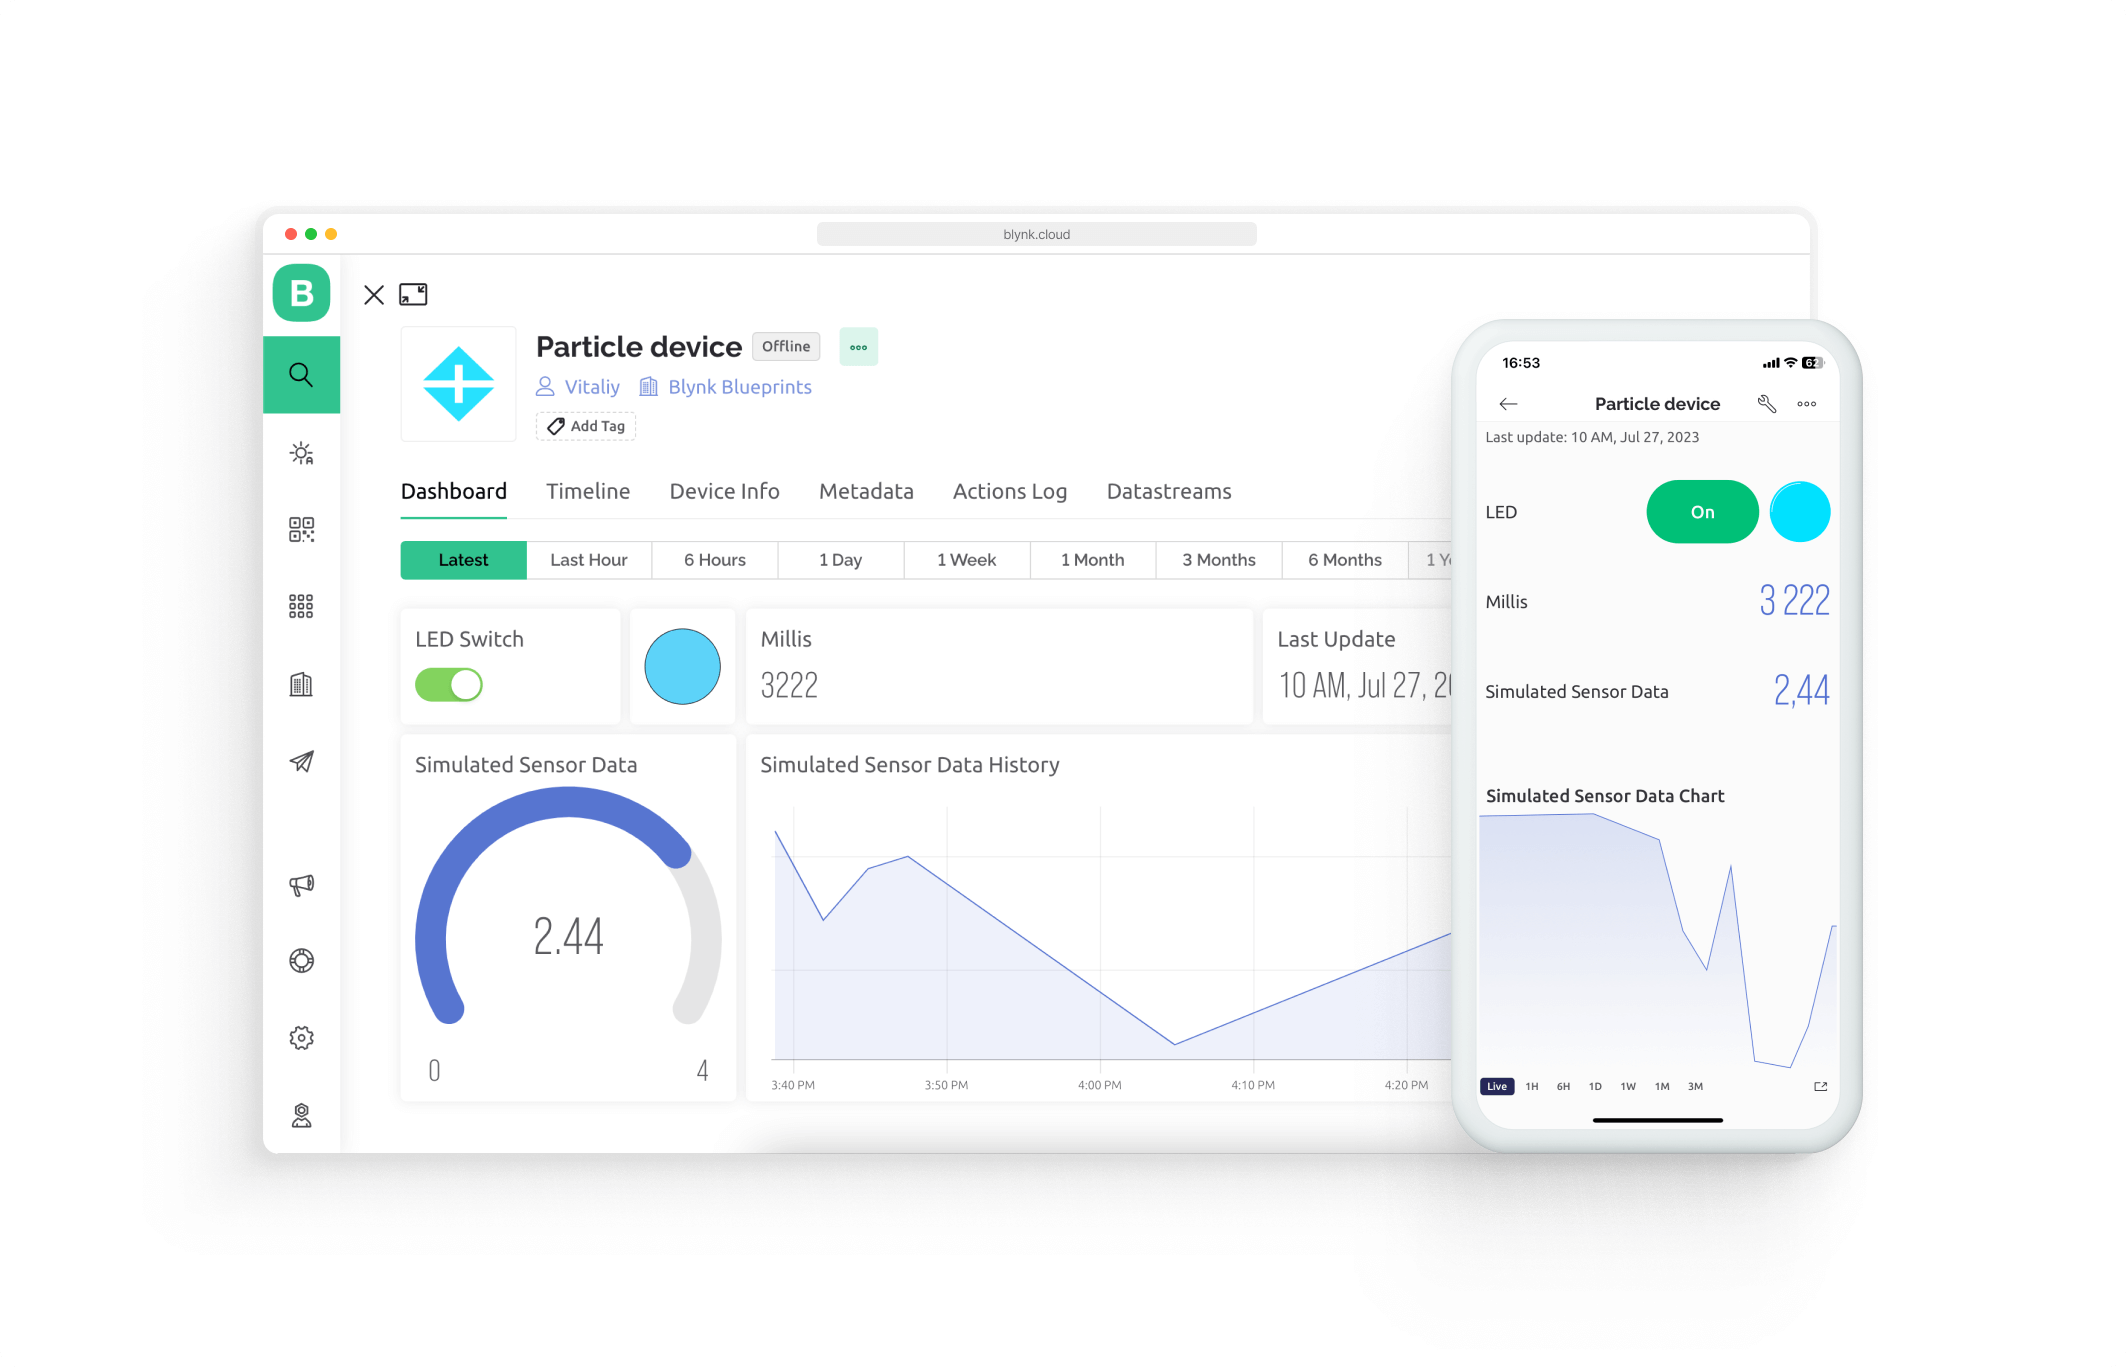 blynk.cloud
B
Particle device
Offline
Vitaliy
Blynk Blueprints
Add Tag
Dashboard
Timeline
Device Info
Metadata
Actions Log
Datastreams
Latest
Last Hour
6 Hours
1 Day
1 Week
1 Month
3 Months
6 Months
1 Y
LED Switch
Millis
3222
Last Update
10 AM, Jul 27, 20
Simulated Sensor Data
2.44
0
4
Simulated Sensor Data History
3:40 PM
3:50 PM
4:00 PM
4:10 PM
4:20 PM
16:53
62
Particle device
Last update: 10 AM, Jul 27, 2023
LED
On
Millis
3 222
Simulated Sensor Data
2,44
Simulated Sensor Data Chart
Live
1H
6H
1D
1W
1M
3M